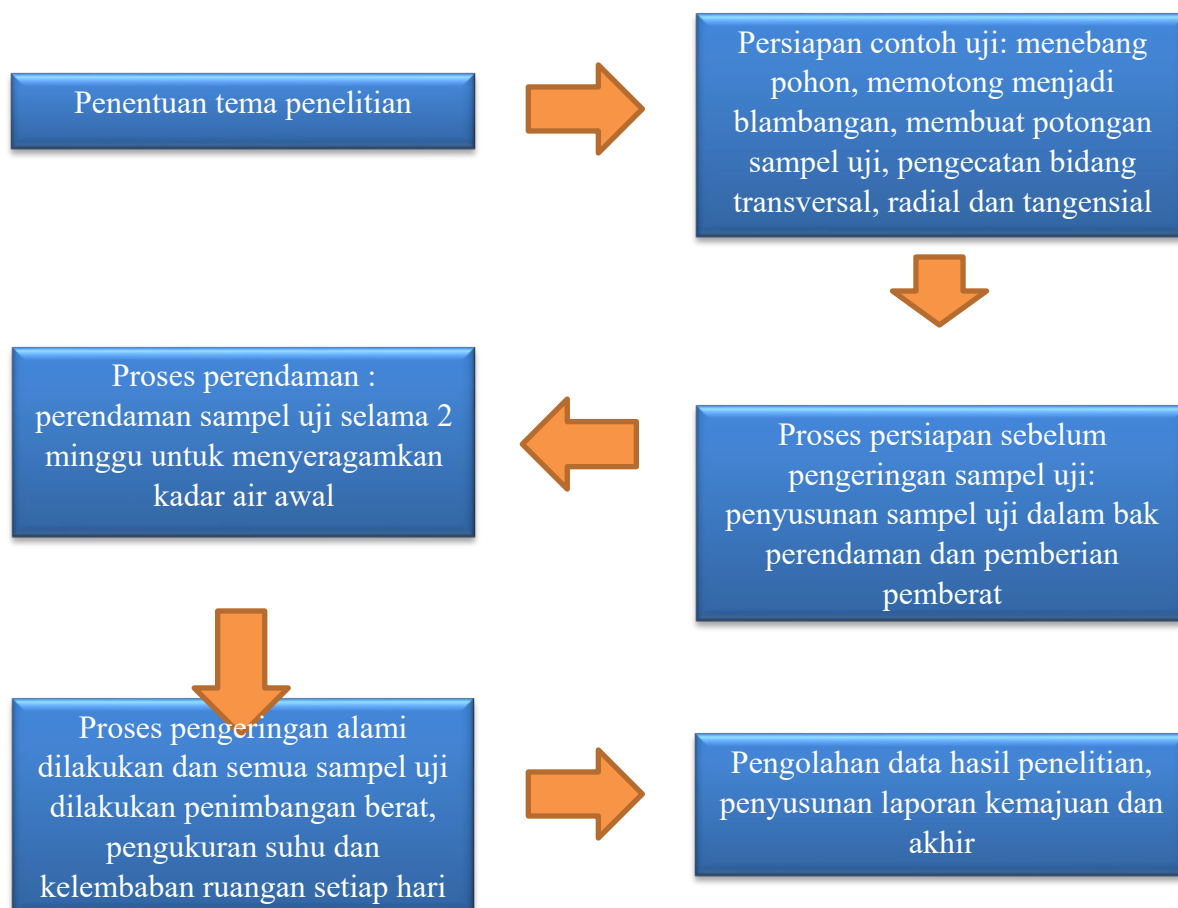 Penentuan tema penelitian
Persiapan contoh uji: menebang
pohon, memotong menjadi
blambangan, membuat potongan
sampel uji, pengecatan bidang
transversal, radial dan tangensial
Proses persiapan sebelum
pengeringan sampel uji:
penyusunan sampel uji dalam bak
perendaman dan pemberian
pemberat
Proses perendaman :
perendaman sampel uji selama 2
minggu untuk menyeragamkan
kadar air awal
Proses pengeringan alami
dilakukan dan semua sampel uji
dilakukan penimbangan berat,
pengukuran suhu dan
kelembaban ruangan setiap hari
Pengolahan data hasil penelitian,
penyusunan laporan kemajuan dan
akhir